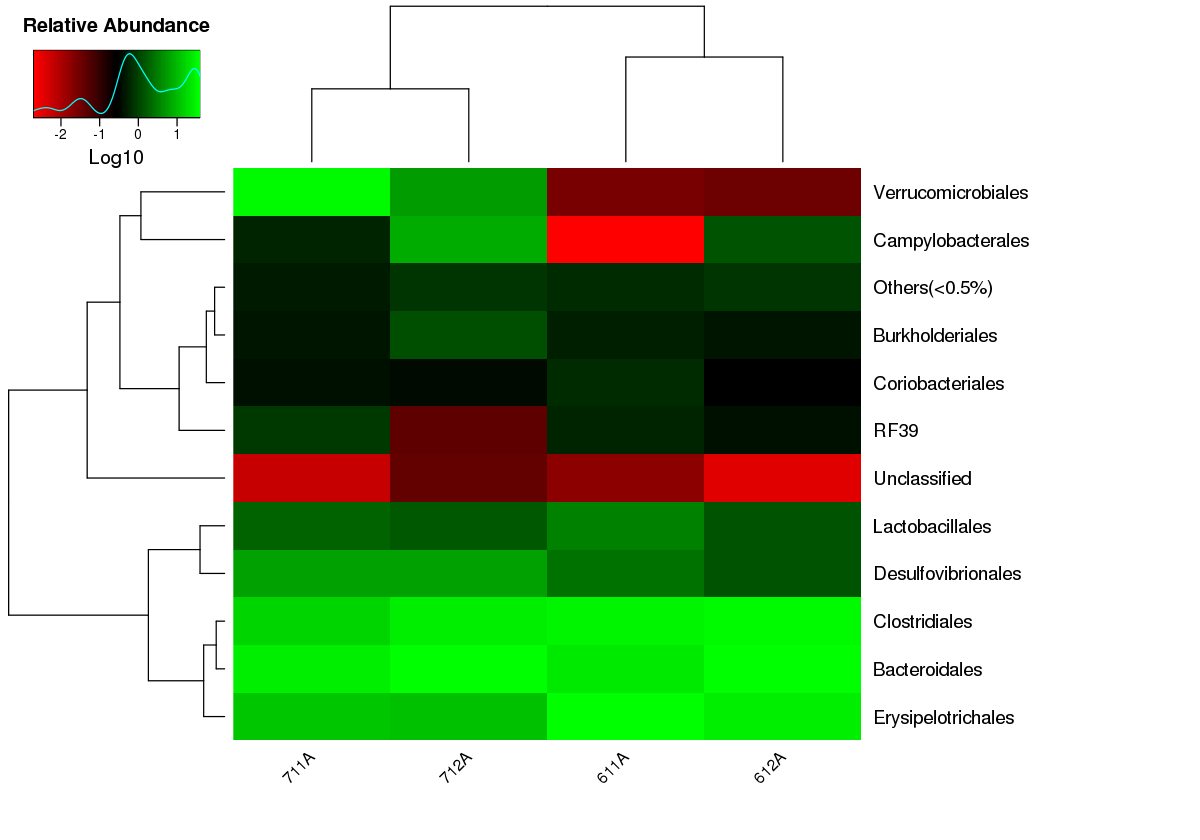 Relative Abundance
-2 -1 0 1
Log10
Verrucomicrobiales
Campylobacterales
Others(<0.5%)
Burkholderiales
Coriobacteriales
RF39
Unclassified
Lactobacillales
Desulfovibrionales
Clostridiales
Bacteroidales
Erysipelotrichales
711A 712A 611A 612A